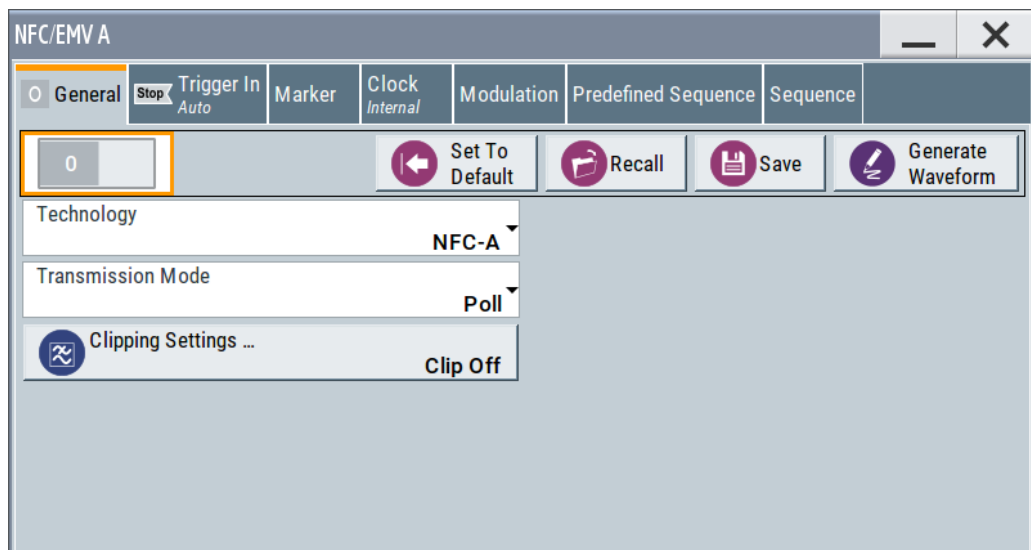 NFC/EMV A
0 General
Stop Trigger In
Auto
Marker
Clock
Internal
Modulation
Predefined Sequence
Sequence
0
Set To
Default
Recall
Save
Generate
Waveform
Technology
NFC-A
Transmission Mode
Poll
Clipping Settings ...
Clip Off